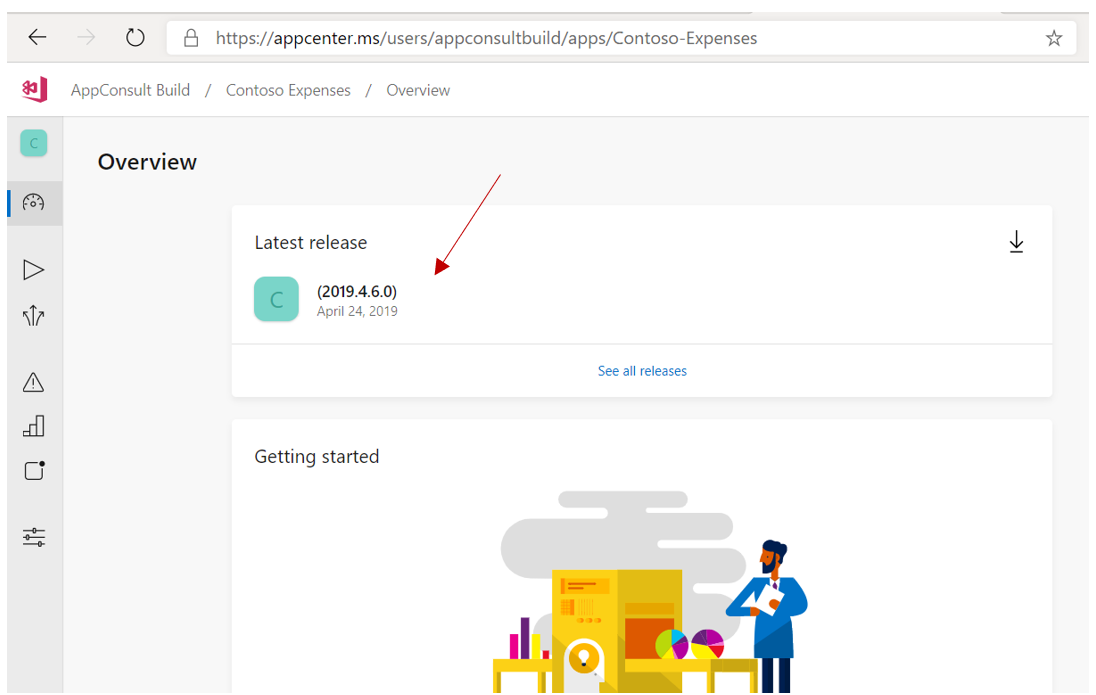 https://appcenter.ms/users/appconsultbuild/apps/Contoso-Expenses
AppConsult Build / Contoso Expenses / Overview
C
Overview
Latest release
C
(2019.4.6.0)
April 24, 2019
See all releases
Getting started